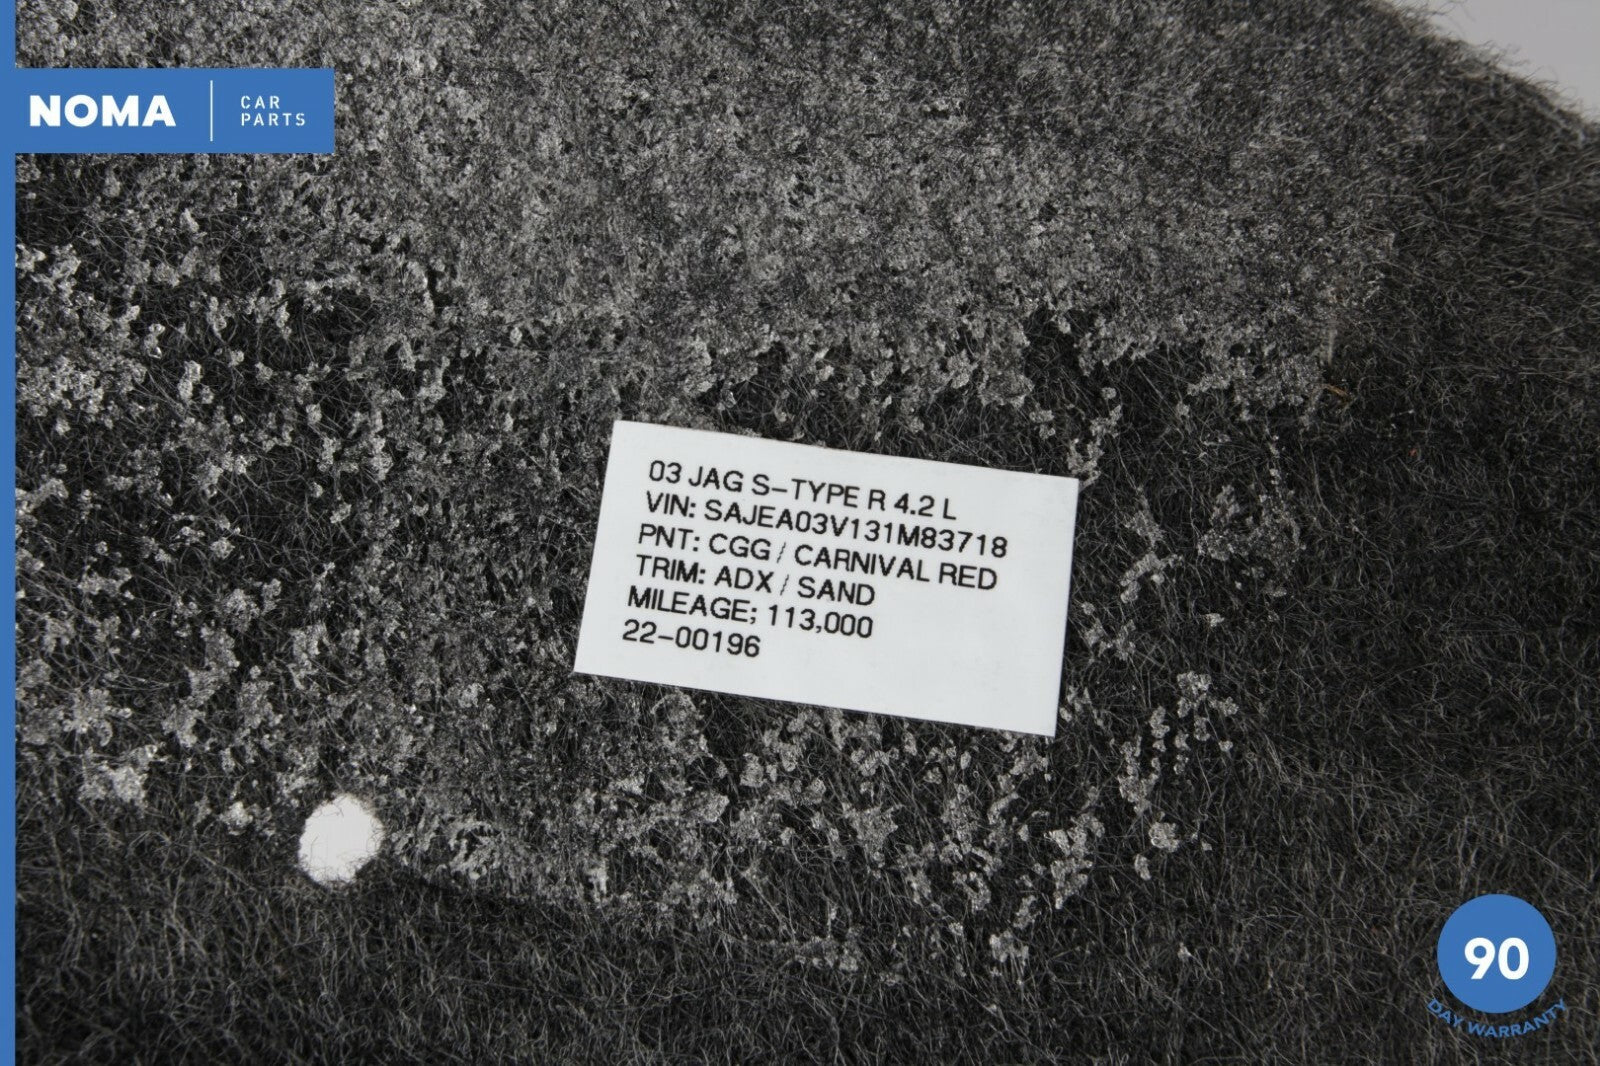 NOMA
CAR
PARTS
03 JAG S-TYPE R 4.2 L
VIN: SAJEA03V131M83718
PNT: CGG / CARNIVAL RED
TRIM: ADX / SAND
MILEAGE; 113,000
22-00196
90
DAY WARRANTY